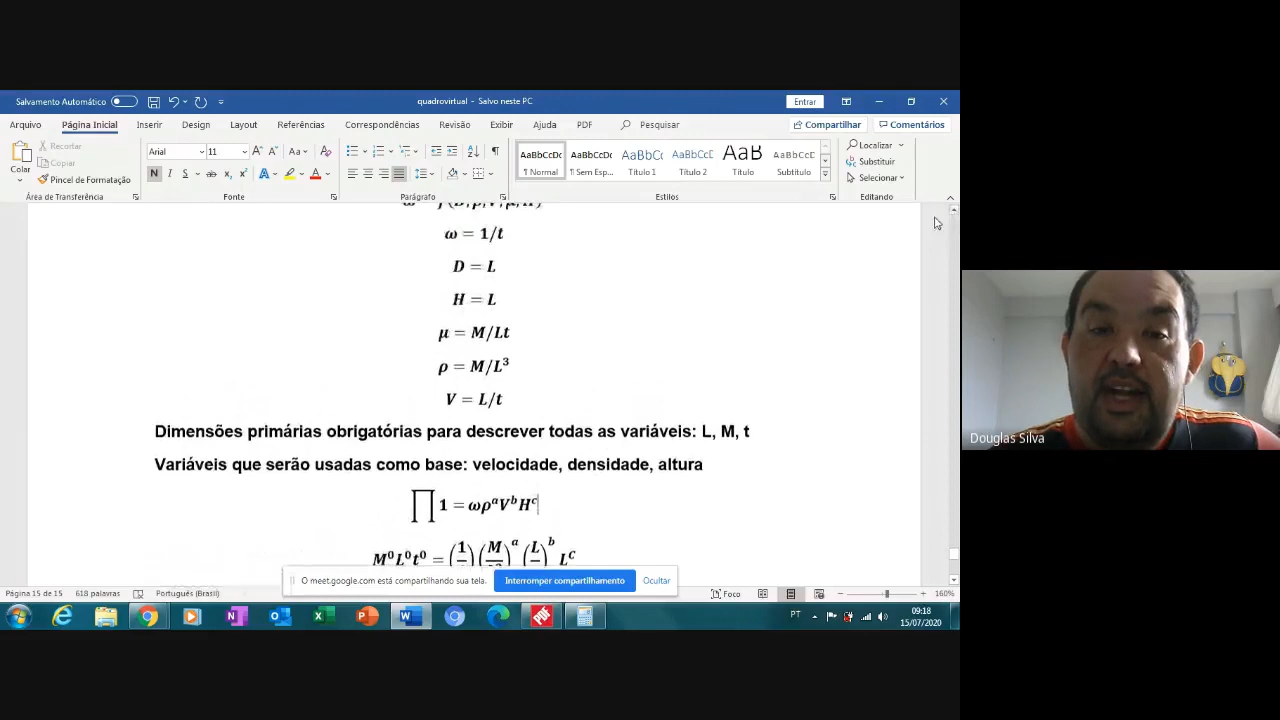 Salvamento Automático
quadrovirtual - Salvo neste PC
Entrar
Arquivo Página Inicial Inserir Design Layout Referências Correspondências Revisão Exibir Ajuda PDF Pesquisar
Compartilhar Comentários
Colar
Recortar
Copiar
Pincel de Formatação
Área de Transferência
Arial 11
Fonte
Parágrafo
AaBbCcDc AaBbCcDc AaBbCc AaBbCcD AaB AaBbCcD
¶ Normal ¶ Sem Esp... Título 1 Título 2 Título Subtítulo
Estilos
Localizar
Substituir
Selecionar
Editando
ω = 1/t
D = L
H = L
μ = M/Lt
ρ = M/L³
V = L/t
Dimensões primárias obrigatórias para descrever todas as variáveis: L, M, t
Variáveis que serão usadas como base: velocidade, densidade, altura
∏ 1 = ωρᵃVᵇHᶜ
M⁰L⁰t⁰ = (1/ ) (M/ )ᵃ (L/ )ᵇ Lᶜ
O meet.google.com está compartilhando sua tela. Interromper compartilhamento Ocultar
Página 15 de 15 618 palavras Português (Brasil) Foco 160%
PT 09:18
15/07/2020
Douglas Silva